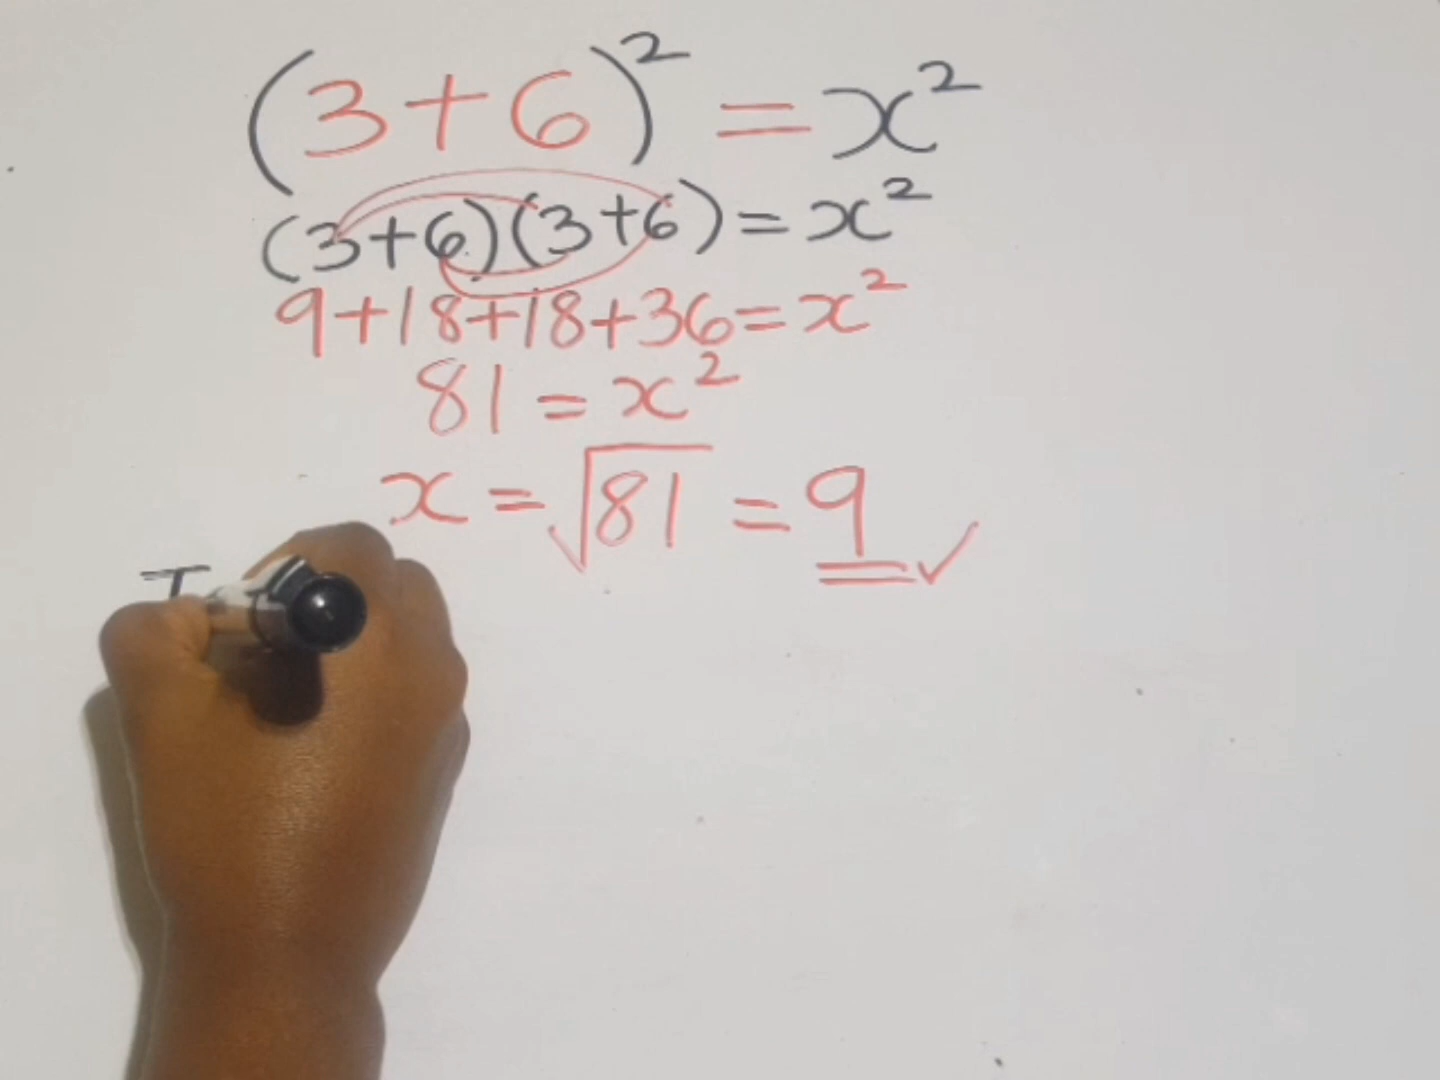 (3+6)² = x²
(3+6)(3+6) = x²
9+18+18+36 = x²
81 = x²
x = √81 = 9 ✓